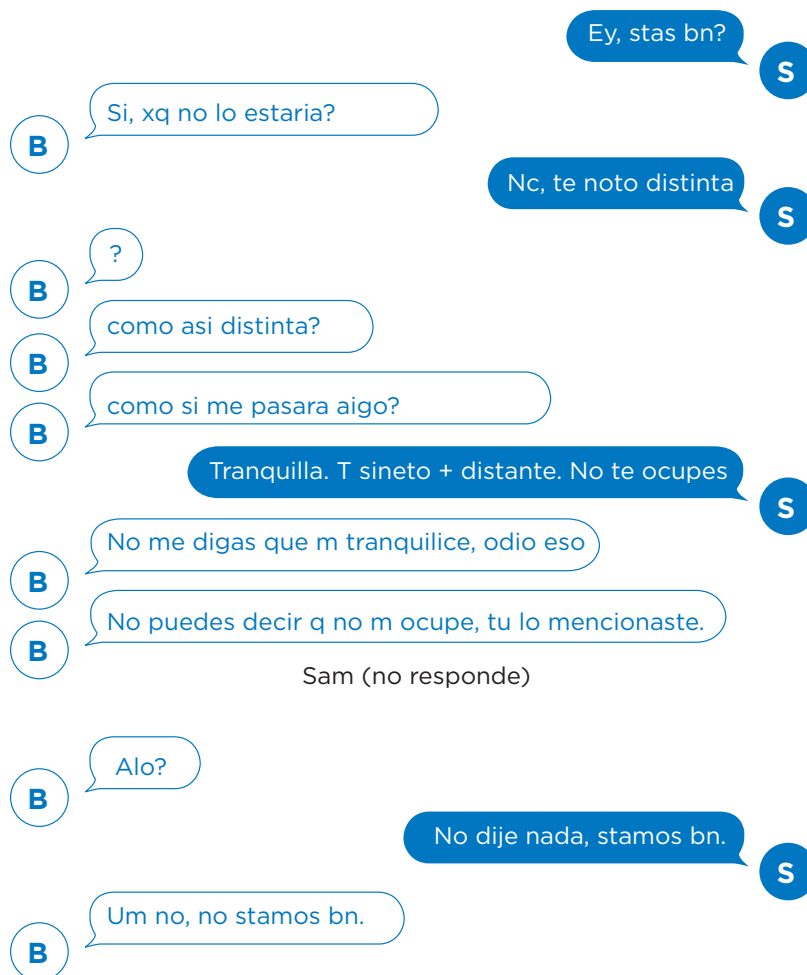 Ey, stas bn?
S
Si, xq no lo estaria?
B
Nc, te noto distinta
S
?
B
como asi distinta?
B
como si me pasara aigo?
B
Tranquilla. T sineto + distante. No te ocupes
S
No me digas que m tranquilice, odio eso
B
No puedes decir q no m ocupe, tu lo mencionaste.
B
Sam (no responde)
Alo?
B
No dije nada, stamos bn.
S
Um no, no stamos bn.
B